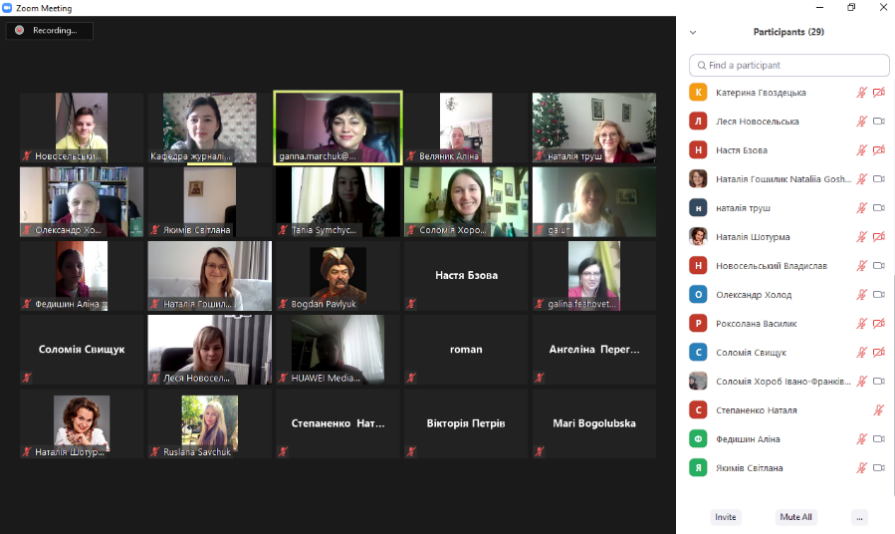 Zoom Meeting
Recording...
Новосельськи...
Кафедра журналі...
ganna.marchuk@...
Веляник Аліна
наталія труш
Олександр Хо...
Якимів Світлана
Tania Symchyc...
Соломія Хоро...
Федишин Аліна
Наталія Гошил...
Bogdan Pavlyuk
Настя Бзова
Соломія Свищук
Леся Новосел...
HUAWEI Media...
roman
Ангеліна Перег...
Наталія Шотур...
Ruslana Savchuk
Степаненко Нат...
Вікторія Петрів
Mari Bogolubska
Participants (29)
Find a participant
К Катерина Гвоздецька
Л Леся Новосельська
Н Настя Бзова
Наталія Гошилик Nataliia Gosh...
н наталія труш
Наталія Шотурма
Н Новосельський Владислав
О Олександр Холод
Р Роксолана Василик
С Соломія Свищук
Соломія Хороб Івано-Франків...
С Степаненко Наталя
Ф Федишин Аліна
Я Якимів Світлана
Invite
Mute All
...